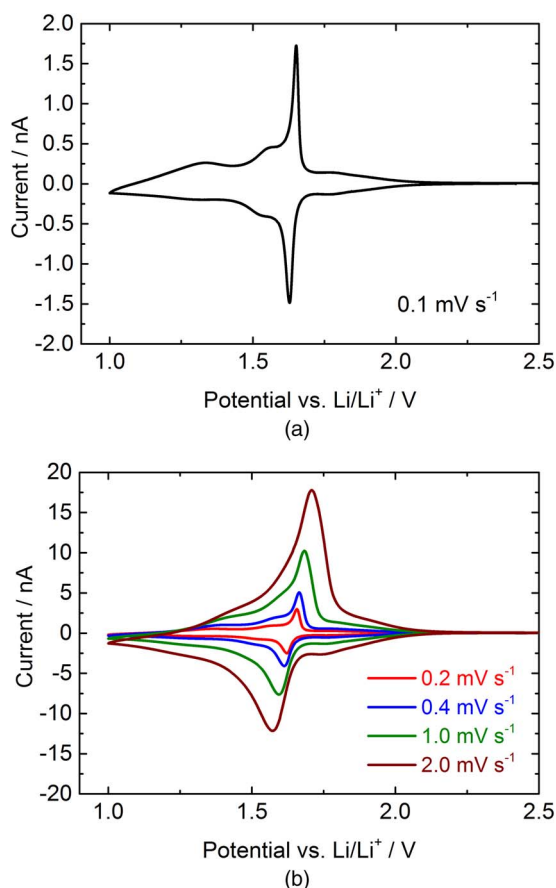 2.0
1.5
1.0
0.5
0.0
-0.5
-1.0
-1.5
-2.0
Current / nA
0.1 mV s⁻¹
1.0 1.5 2.0 2.5
Potential vs. Li/Li⁺ / V
(a)
20
15
10
5
0
-5
-10
-15
-20
Current / nA
0.2 mV s⁻¹
0.4 mV s⁻¹
1.0 mV s⁻¹
2.0 mV s⁻¹
1.0 1.5 2.0 2.5
Potential vs. Li/Li⁺ / V
(b)